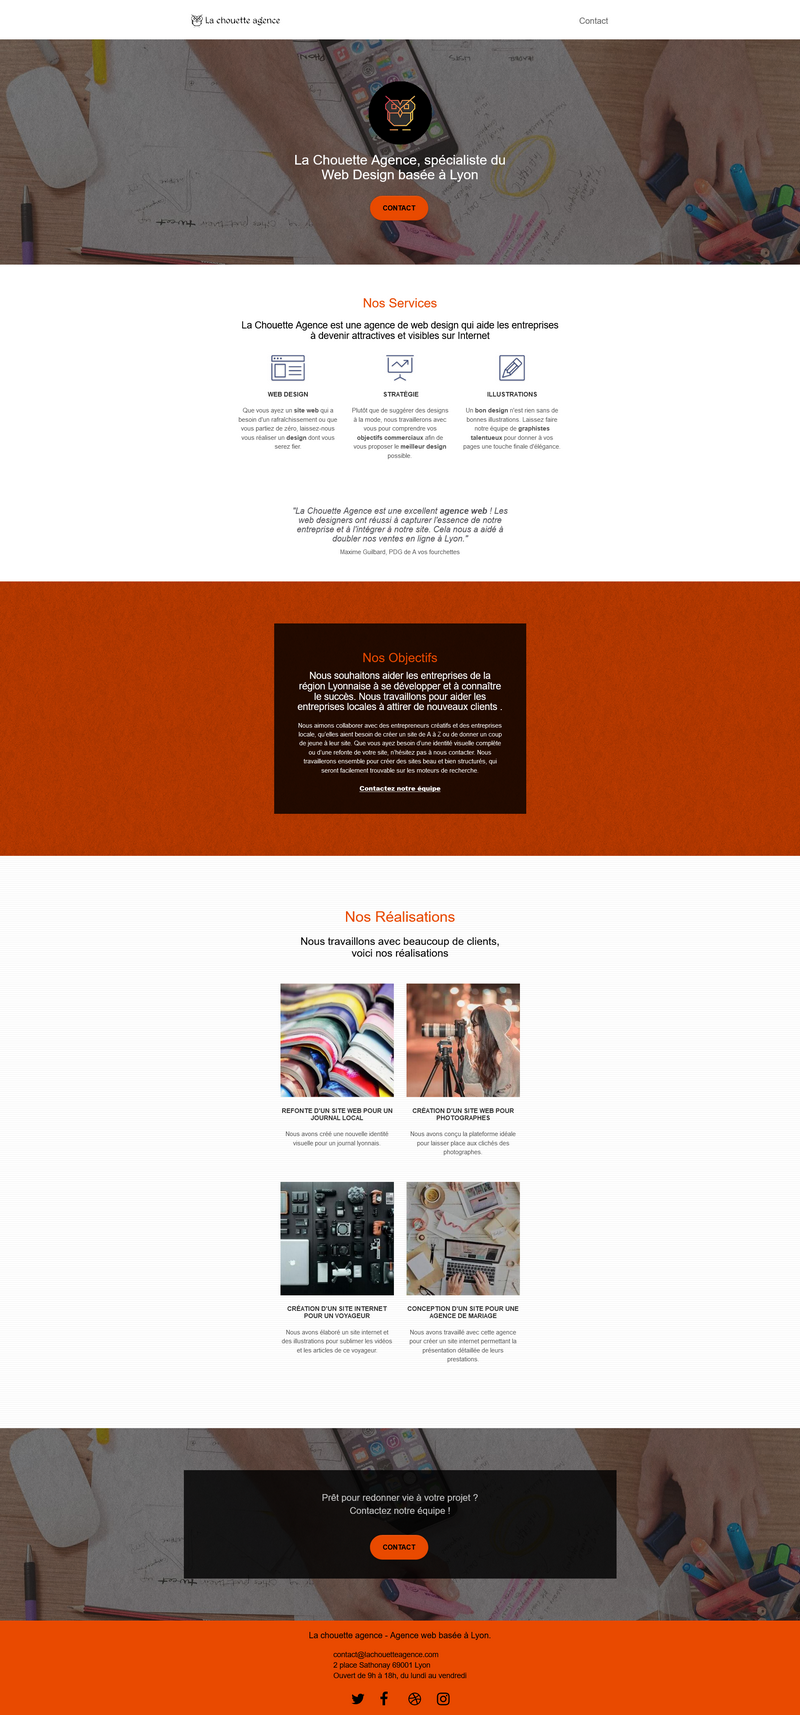 La chouette agence
Contact
La Chouette Agence, spécialiste du
Web Design basée à Lyon
CONTACT
Nos Services
La Chouette Agence est une agence de web design qui aide les entreprises
à devenir attractives et visibles sur Internet
WEB DESIGN
Que vous ayez un site web qui a
besoin d'un rafraîchissement ou que
vous partiez de zéro, laissez-nous
vous réaliser un design dont vous
serez fier.
STRATÉGIE
Plutôt que de suggérer des designs
à la mode, nous travaillerons avec
vous pour comprendre vos
objectifs commerciaux afin de
vous proposer le meilleur design
possible.
ILLUSTRATIONS
Un bon design n'est rien sans de
bonnes illustrations. Laissez faire
notre équipe de graphistes
talentueux pour donner à vos
pages une touche finale d'élégance.
"La Chouette Agence est une excellent agence web ! Les
web designers ont réussi à capturer l'essence de notre
entreprise et à l'intégrer à notre site. Cela nous a aidé à
doubler nos ventes en ligne à Lyon."
Maxime Guilbard, PDG de A vos fourchettes
Nos Objectifs
Nous souhaitons aider les entreprises de la
région Lyonnaise à se développer et à connaître
le succès. Nous travaillons pour aider les
entreprises locales à attirer de nouveaux clients .
Nous aimons collaborer avec des entrepreneurs créatifs et des entreprises
locale, qu'elles aient besoin de créer un site de A à Z ou de donner un coup
de jeune à leur site. Que vous ayez besoin d'une identité visuelle complète
ou d'une refonte de votre site, n'hésitez pas à nous contacter. Nous
travaillerons ensemble pour créer des sites beau et bien structurés, qui
seront facilement trouvable sur les moteurs de recherche.
Contactez notre équipe
Nos Réalisations
Nous travaillons avec beaucoup de clients,
voici nos réalisations
REFONTE D'UN SITE WEB POUR UN
JOURNAL LOCAL
Nous avons créé une nouvelle identité
visuelle pour un journal lyonnais.
CRÉATION D'UN SITE WEB POUR
PHOTOGRAPHES
Nous avons conçu la plateforme idéale
pour laisser place aux clichés des
photographes.
CRÉATION D'UN SITE INTERNET
POUR UN VOYAGEUR
Nous avons élaboré un site internet et
des illustrations pour sublimer les vidéos
et les articles de ce voyageur.
CONCEPTION D'UN SITE POUR UNE
AGENCE DE MARIAGE
Nous avons travaillé avec cette agence
pour créer un site internet permettant la
présentation détaillée de leurs
prestations.
Prêt pour redonner vie à votre projet ?
Contactez notre équipe !
CONTACT
La chouette agence - Agence web basée à Lyon.
contact@lachouetteagence.com
2 place Sathonay 69001 Lyon
Ouvert de 9h à 18h, du lundi au vendredi